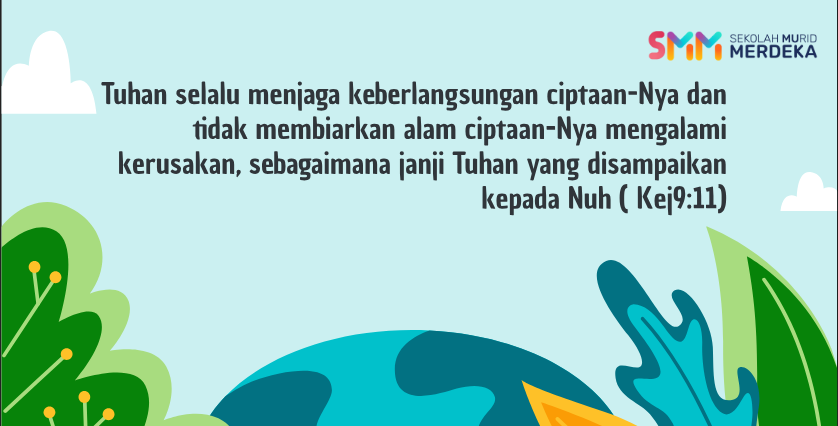 SMM SEKOLAH MURID
MERDEKA
Tuhan selalu menjaga keberlangsungan ciptaan-Nya dan
tidak membiarkan alam ciptaan-Nya mengalami
kerusakan, sebagaimana janji Tuhan yang disampaikan
kepada Nuh ( Kej9:11)